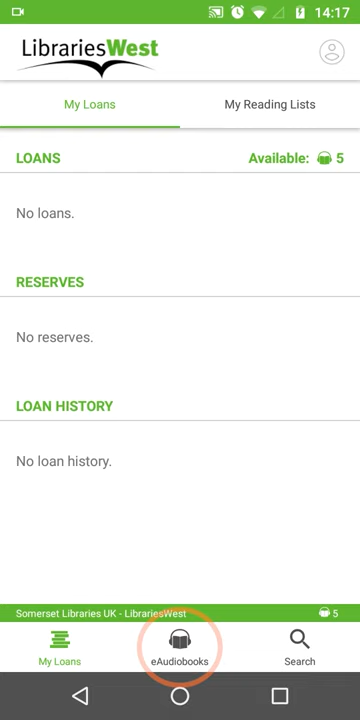 14:17
LibrariesWest
My Loans
My Reading Lists
LOANS
Available: 5
No loans.
RESERVES
No reserves.
LOAN HISTORY
No loan history.
Somerset Libraries UK - LibrariesWest 5
My Loans
eAudiobooks
Search